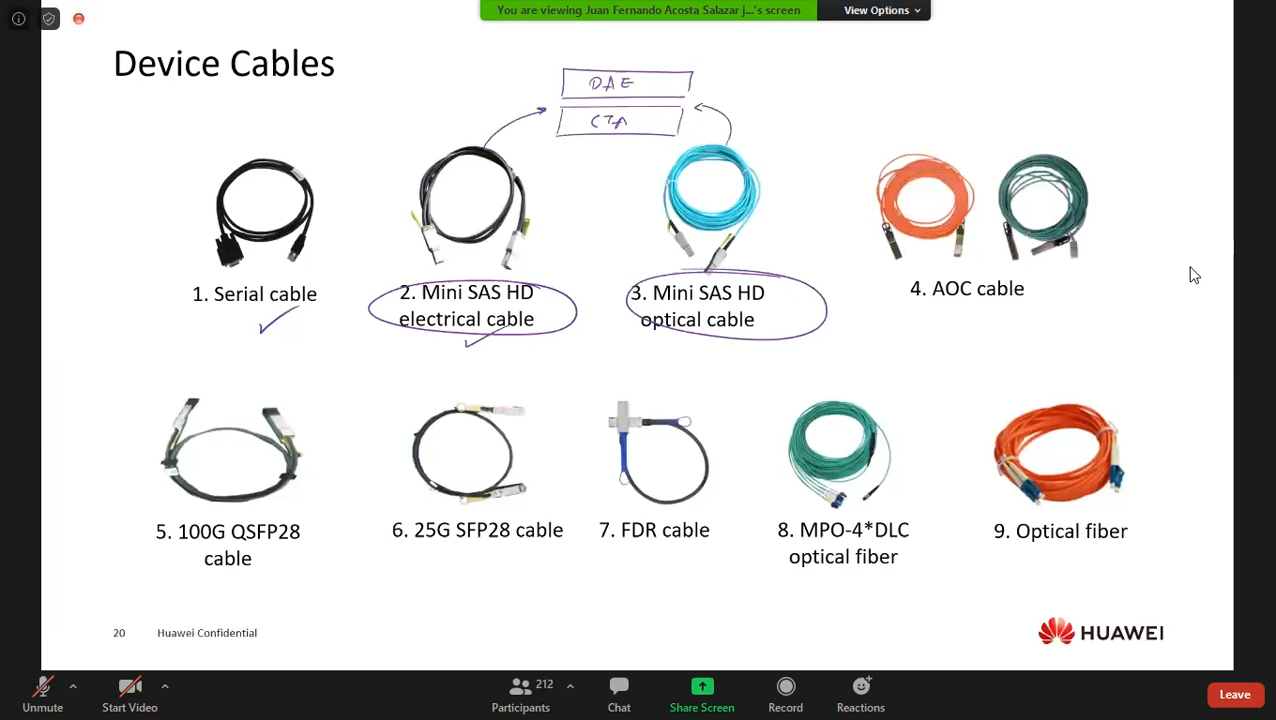 You are viewing Juan Fernando Acosta Salazar j...'s screen
View Options
Device Cables
DAE
CTA
1. Serial cable
2. Mini SAS HD
electrical cable
3. Mini SAS HD
optical cable
4. AOC cable
5. 100G QSFP28
cable
6. 25G SFP28 cable
7. FDR cable
8. MPO-4*DLC
optical fiber
9. Optical fiber
20 Huawei Confidential
HUAWEI
Unmute
Start Video
212
Participants
Chat
Share Screen
Record
Reactions
Leave